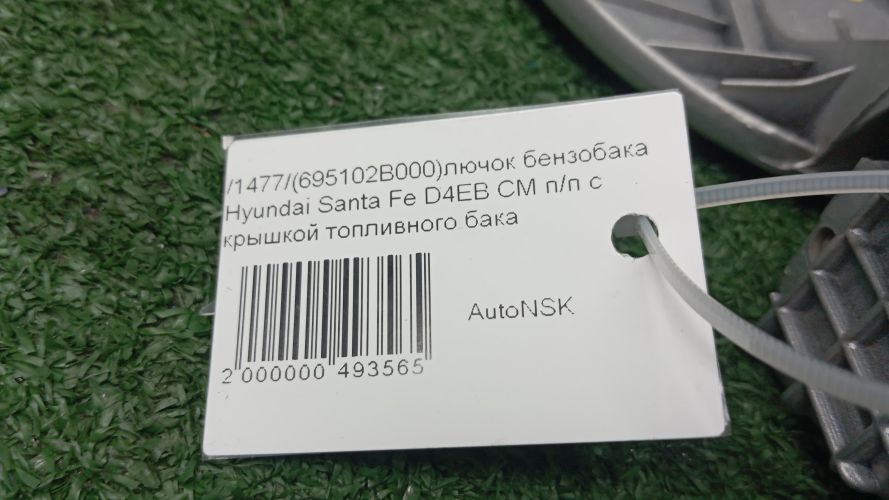 /1477/(695102B000)лючок бензобака
Hyundai Santa Fe D4EB CM п/п с
крышкой топливного бака
AutoNSK
2 000000 493565